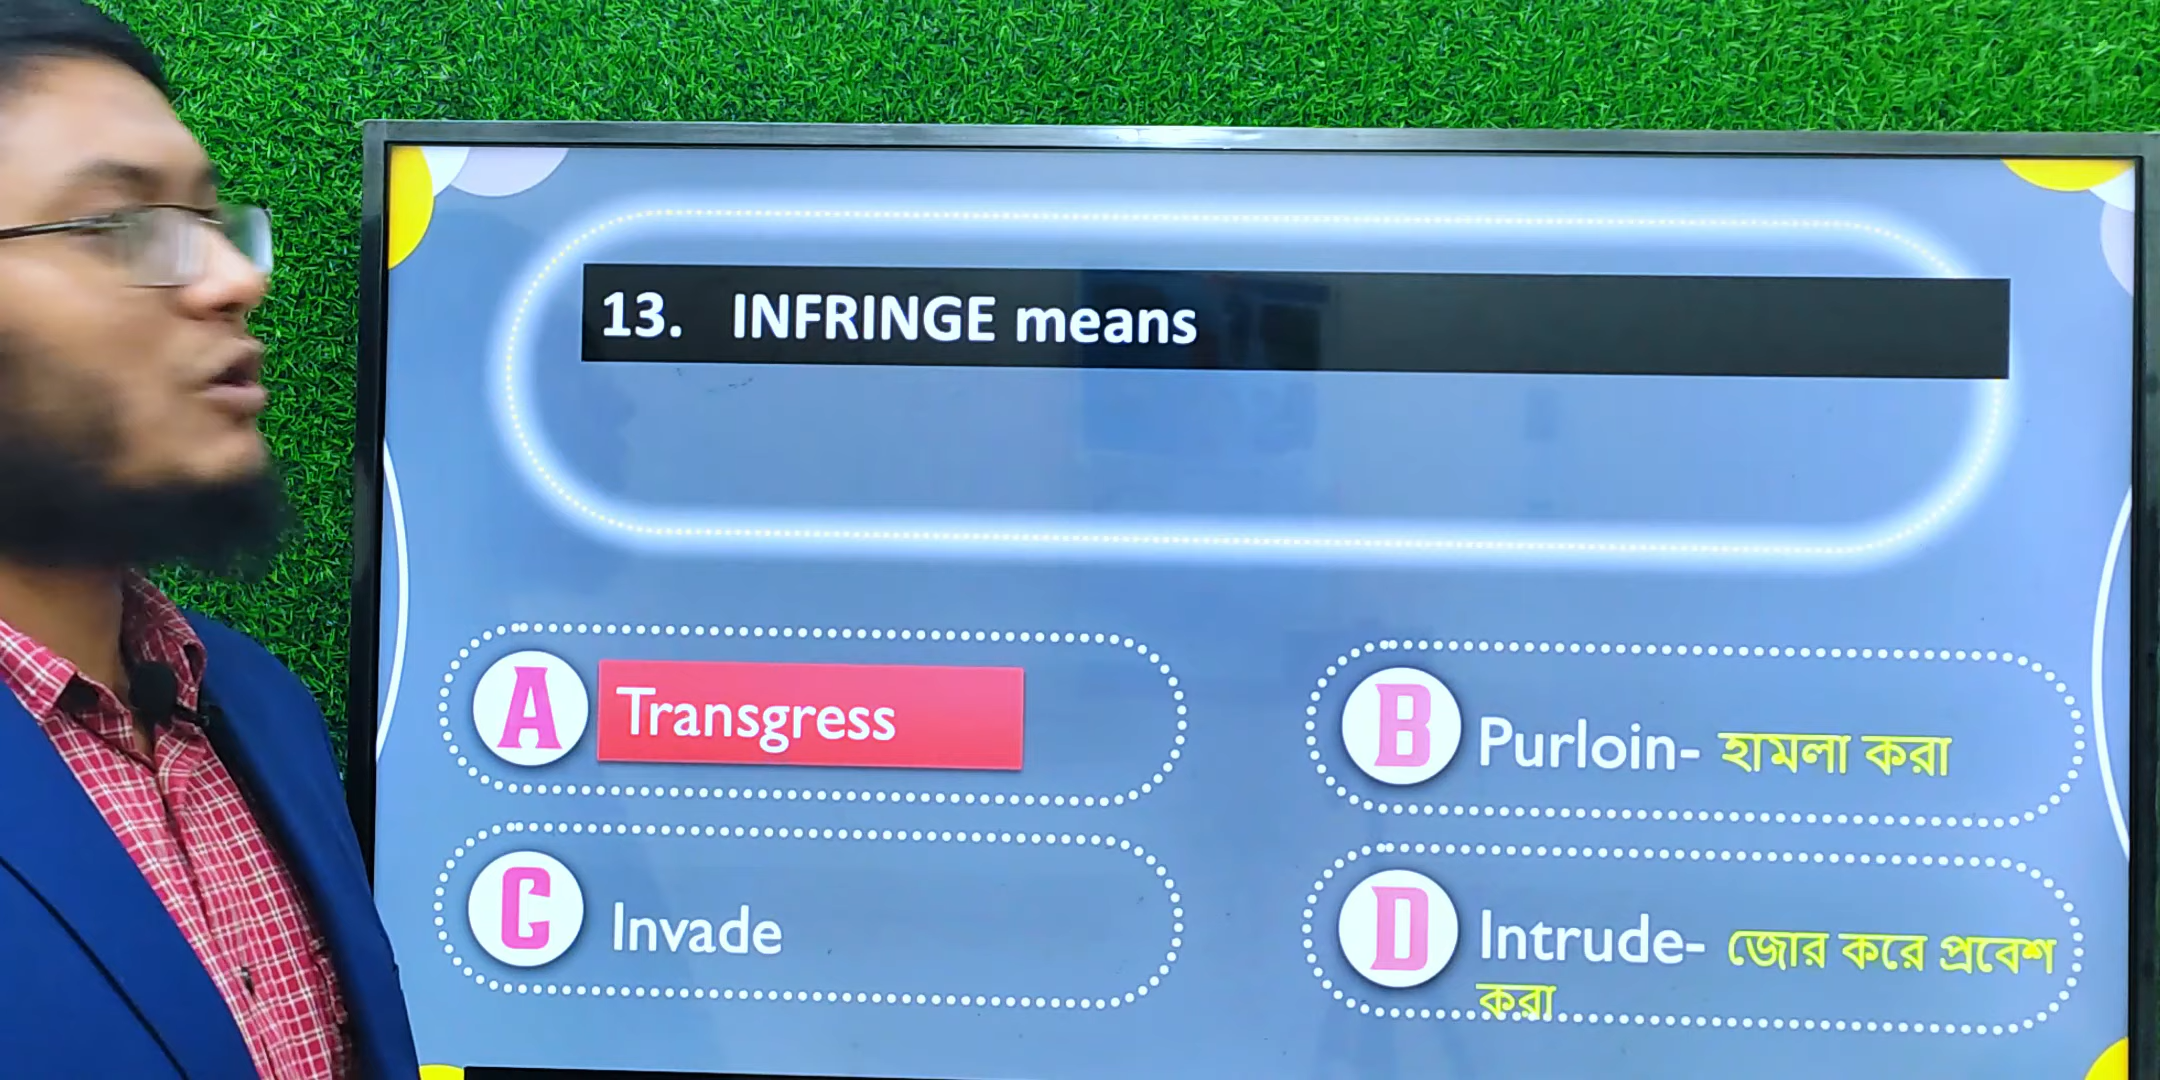 13. INFRINGE means
A Transgress
B Purloin- হামলা করা
C Invade
D Intrude- জোর করে প্রবেশ
করা